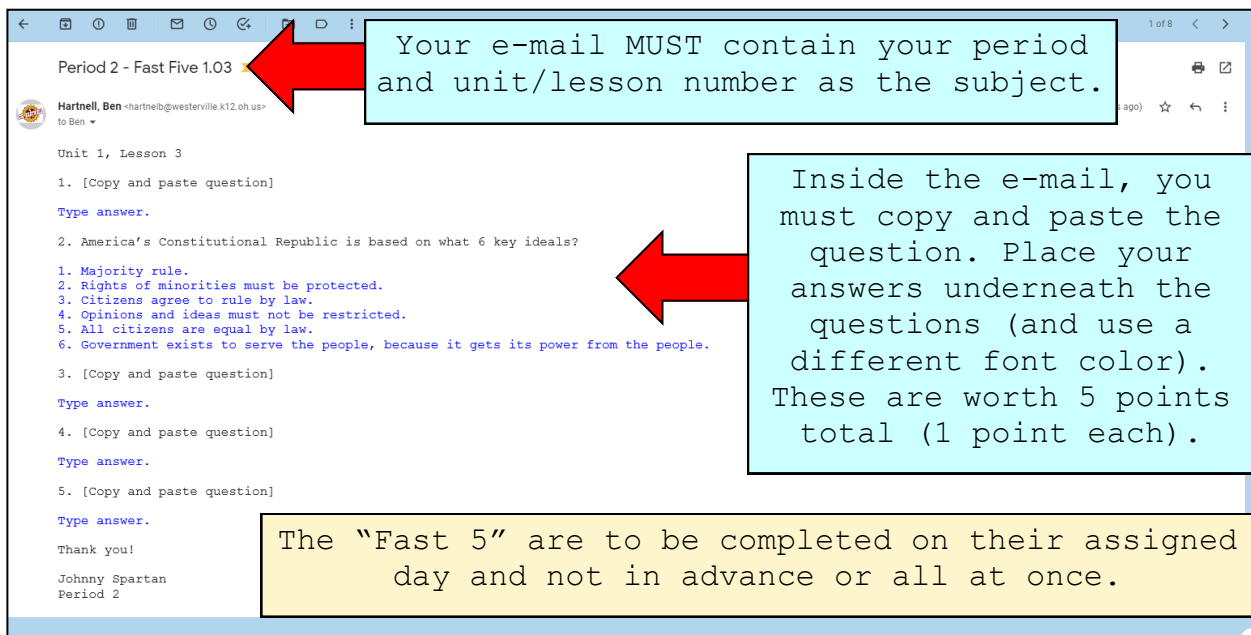 1 of 8
Your e-mail MUST contain your period
and unit/lesson number as the subject.
Period 2 - Fast Five 1.03
Hartnell, Ben <hartnelb@westerville.k12.oh.us>
ago)
to Ben
Unit 1, Lesson 3
1. [Copy and paste question]
Type answer.
2. America's Constitutional Republic is based on what 6 key ideals?
1. Majority rule.
2. Rights of minorities must be protected.
3. Citizens agree to rule by law.
4. Opinions and ideas must not be restricted.
5. All citizens are equal by law.
6. Government exists to serve the people, because it gets its power from the people.
3. [Copy and paste question]
Type answer.
4. [Copy and paste question]
Type answer.
5. [Copy and paste question]
Type answer.
Thank you!
Johnny Spartan
Period 2
Inside the e-mail, you
must copy and paste the
question. Place your
answers underneath the
questions (and use a
different font color).
These are worth 5 points
total (1 point each).
The “Fast 5” are to be completed on their assigned
day and not in advance or all at once.